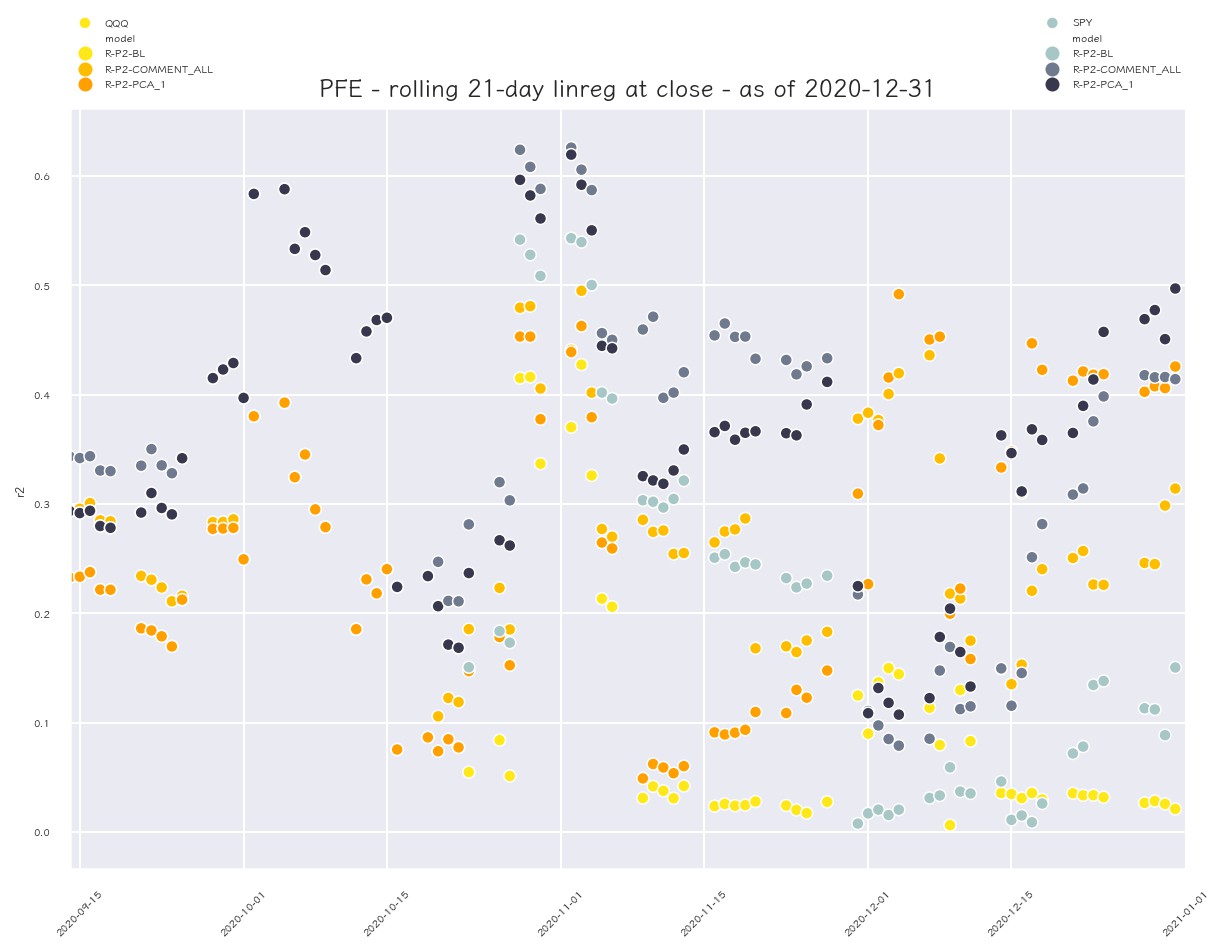 QQQ
model
R-P2-BL
R-P2-COMMENT_ALL
R-P2-PCA_1
SPY
model
R-P2-BL
R-P2-COMMENT_ALL
R-P2-PCA_1
PFE - rolling 21-day linreg at close - as of 2020-12-31
r2
0.6
0.5
0.4
0.3
0.2
0.1
0.0
2020-09-15
2020-10-01
2020-10-15
2020-11-01
2020-11-15
2020-12-01
2020-12-15
2021-01-01